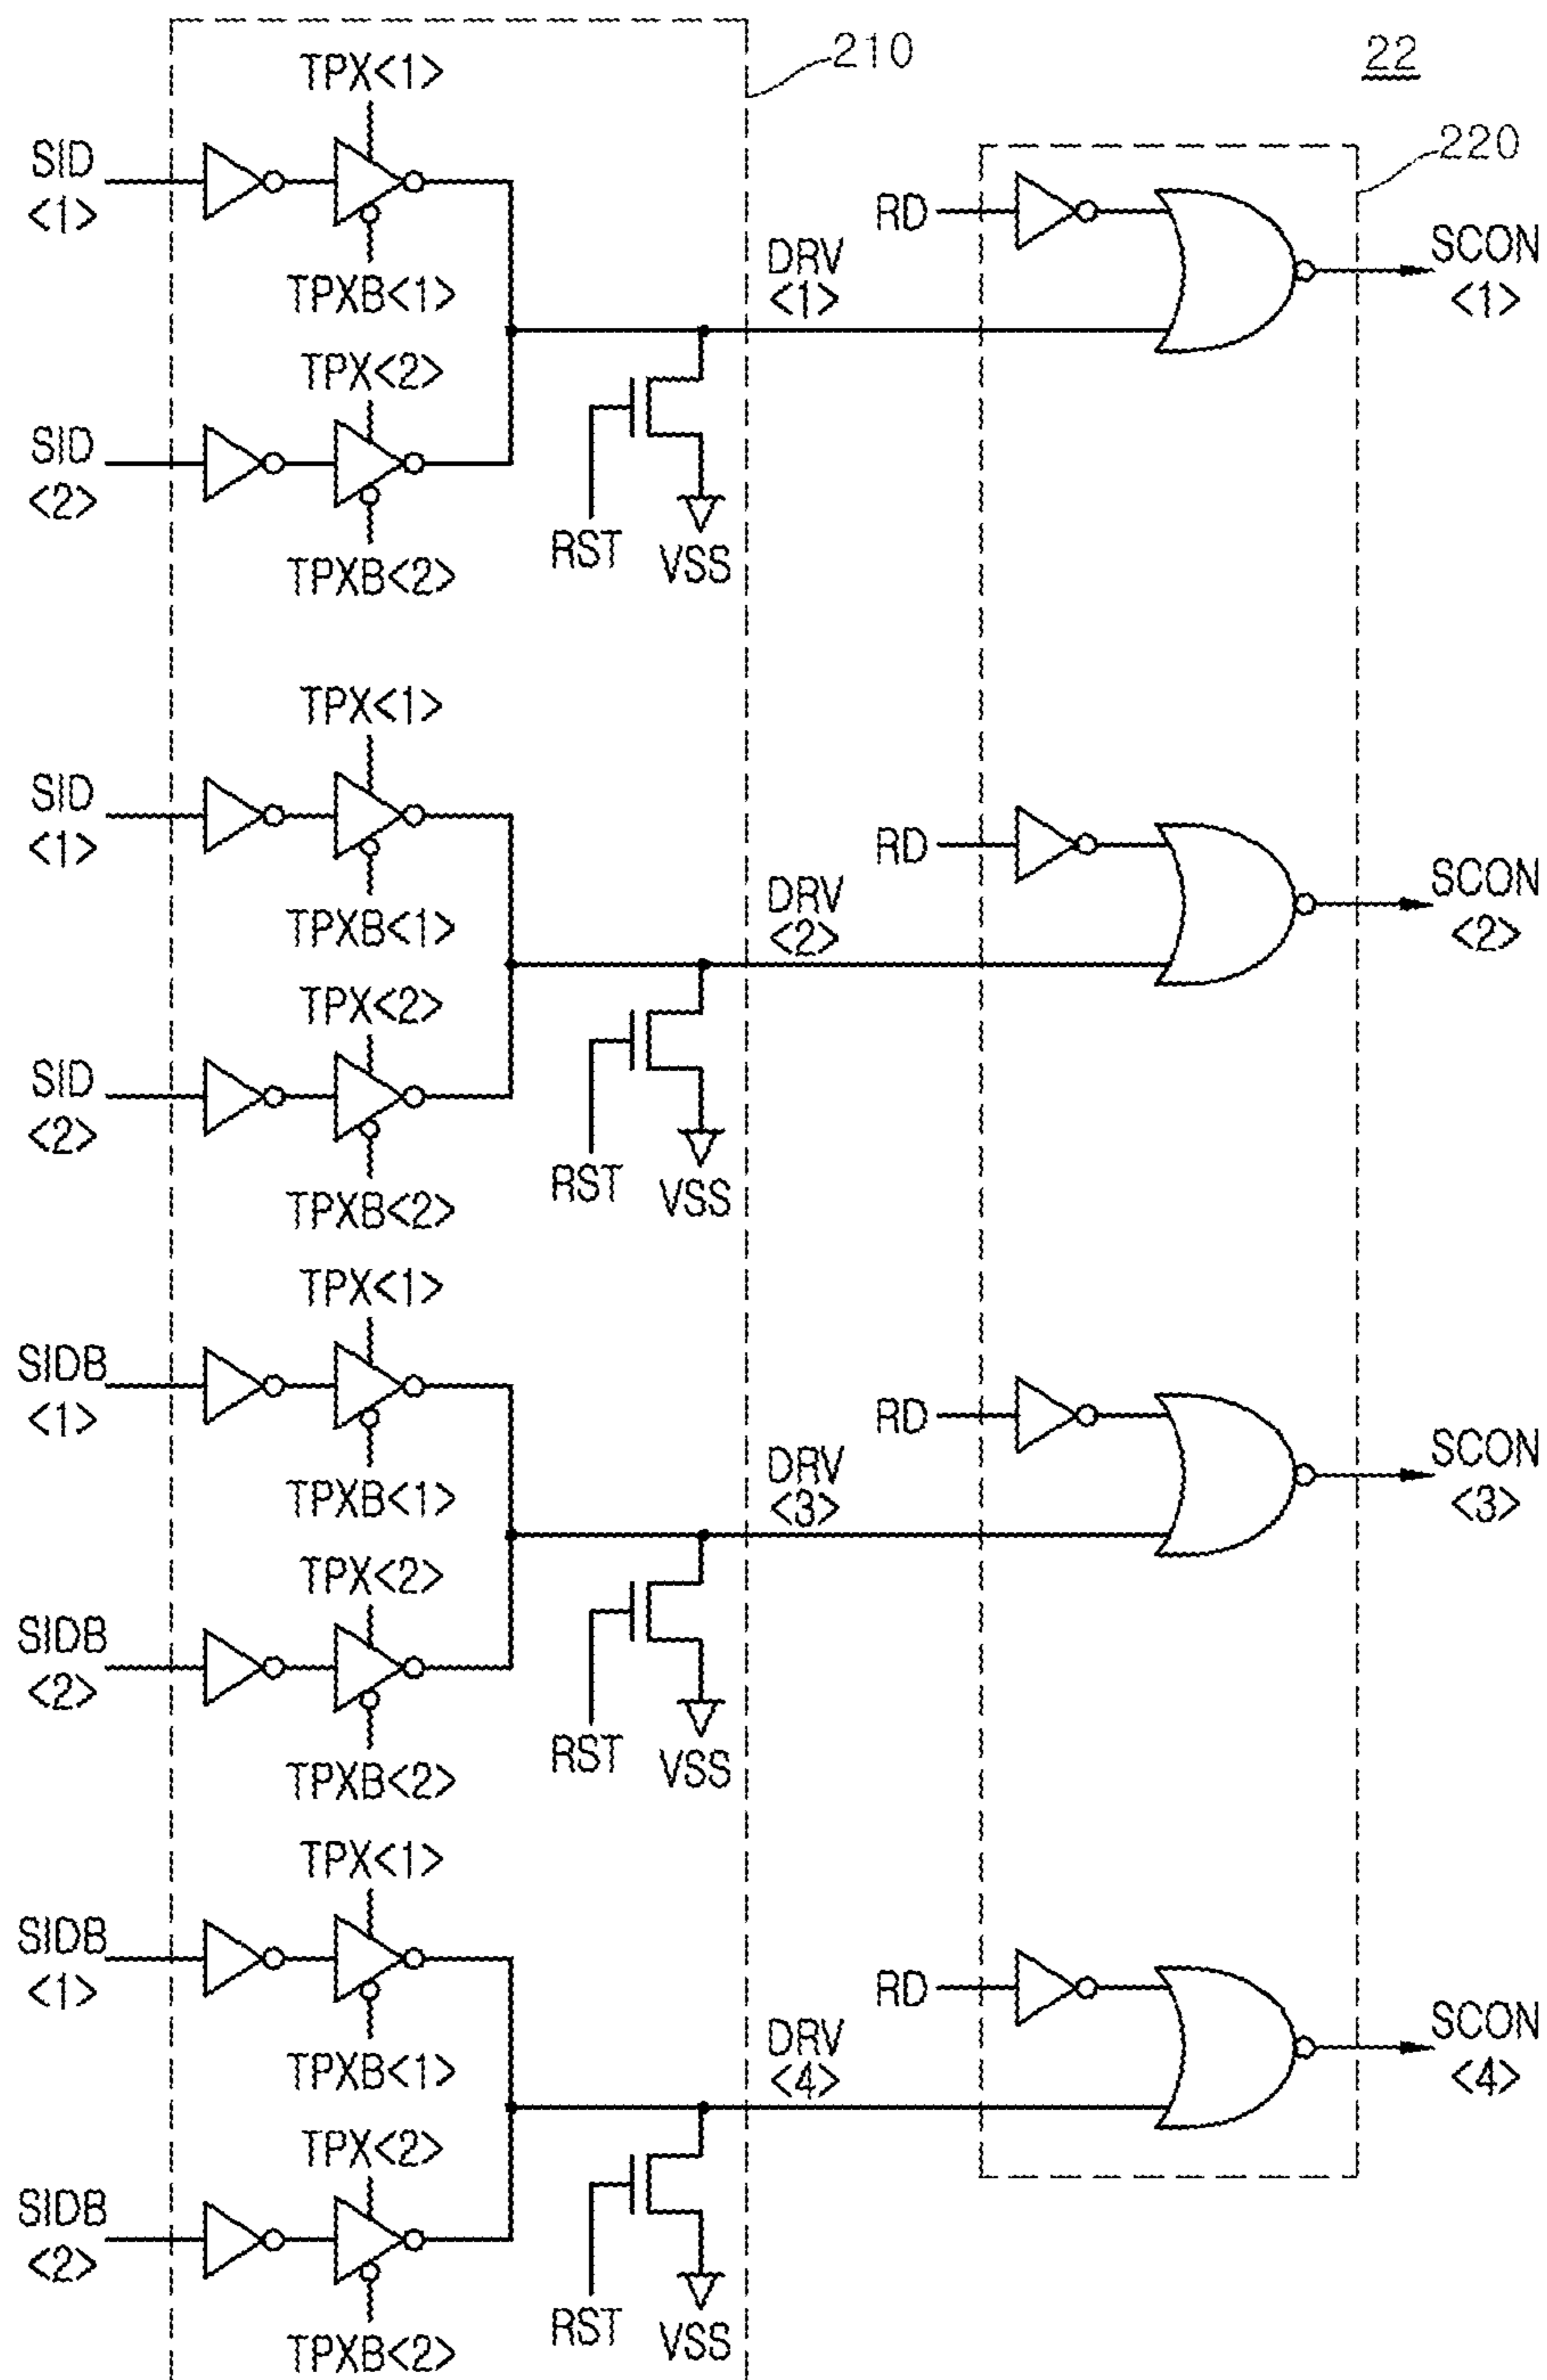 210
22
TPX<1>
220
SID
<1>
RD
SCON
<1>
DRV
<1>
TPXB<1>
TPX<2>
SID
<2>
RST
VSS
TPXB<2>
TPX<1>
SID
<1>
RD
SCON
<2>
DRV
<2>
TPXB<1>
TPX<2>
SID
<2>
RST
VSS
TPXB<2>
TPX<1>
SIDB
<1>
RD
SCON
<3>
DRV
<3>
TPXB<1>
TPX<2>
SIDB
<2>
RST
VSS
TPXB<2>
TPX<1>
SIDB
<1>
RD
SCON
<4>
DRV
<4>
TPXB<1>
TPX<2>
SIDB
<2>
RST
VSS
TPXB<2>